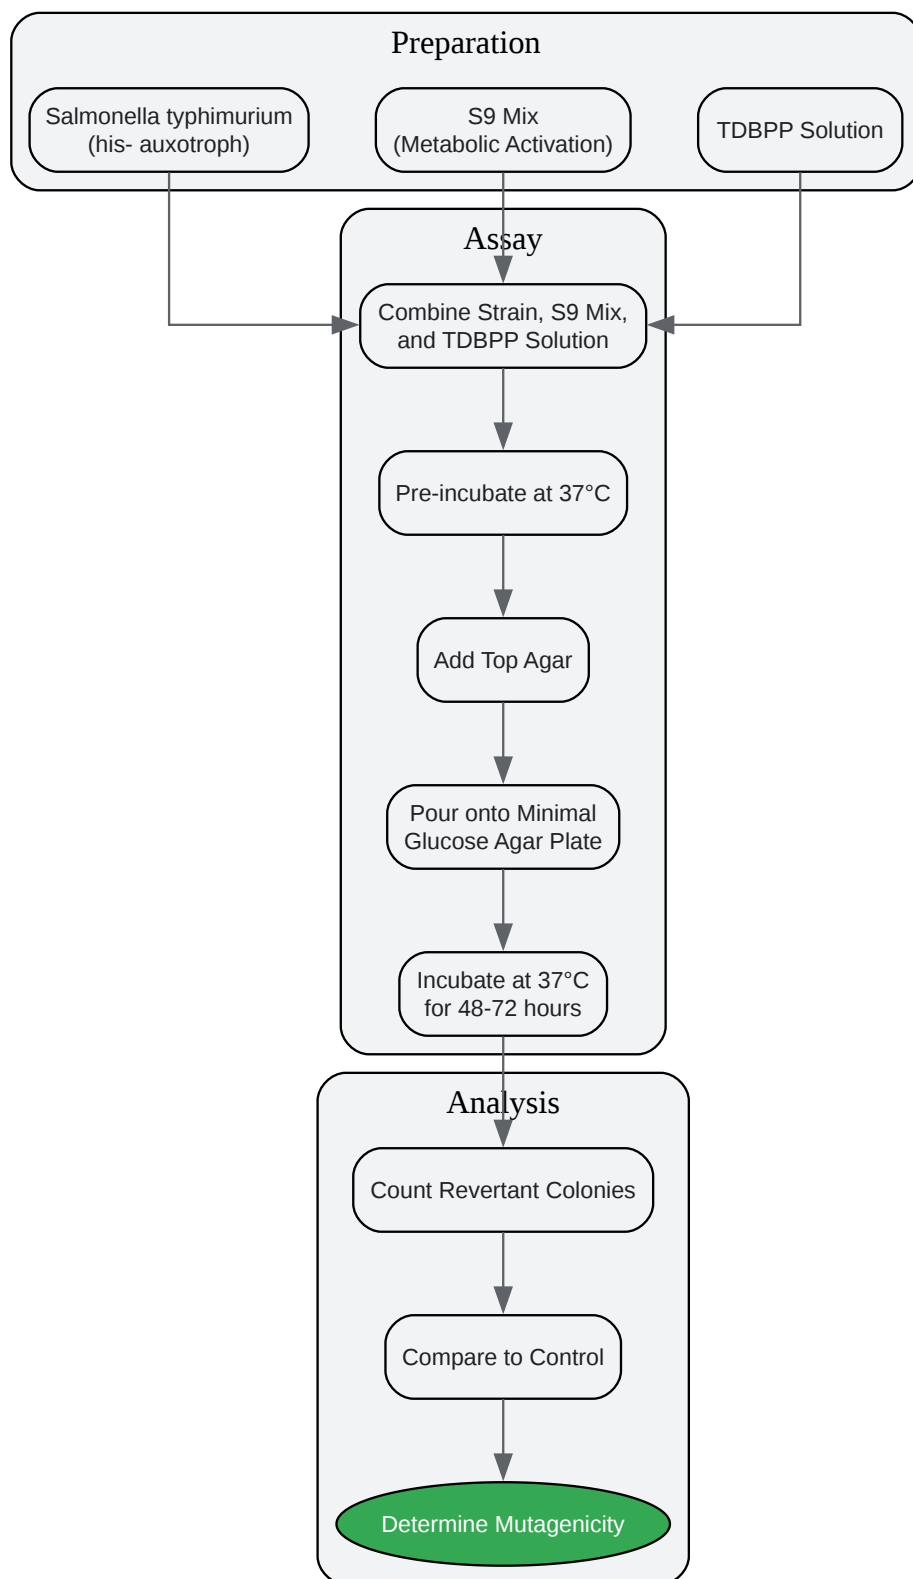 Preparation
Salmonella typhimurium
(his- auxotroph)
S9 Mix
(Metabolic Activation)
TDBPP Solution
Assay
Combine Strain, S9 Mix,
and TDBPP Solution
Pre-incubate at 37°C
Add Top Agar
Pour onto Minimal
Glucose Agar Plate
Incubate at 37°C
for 48-72 hours
Analysis
Count Revertant Colonies
Compare to Control
Determine Mutagenicity